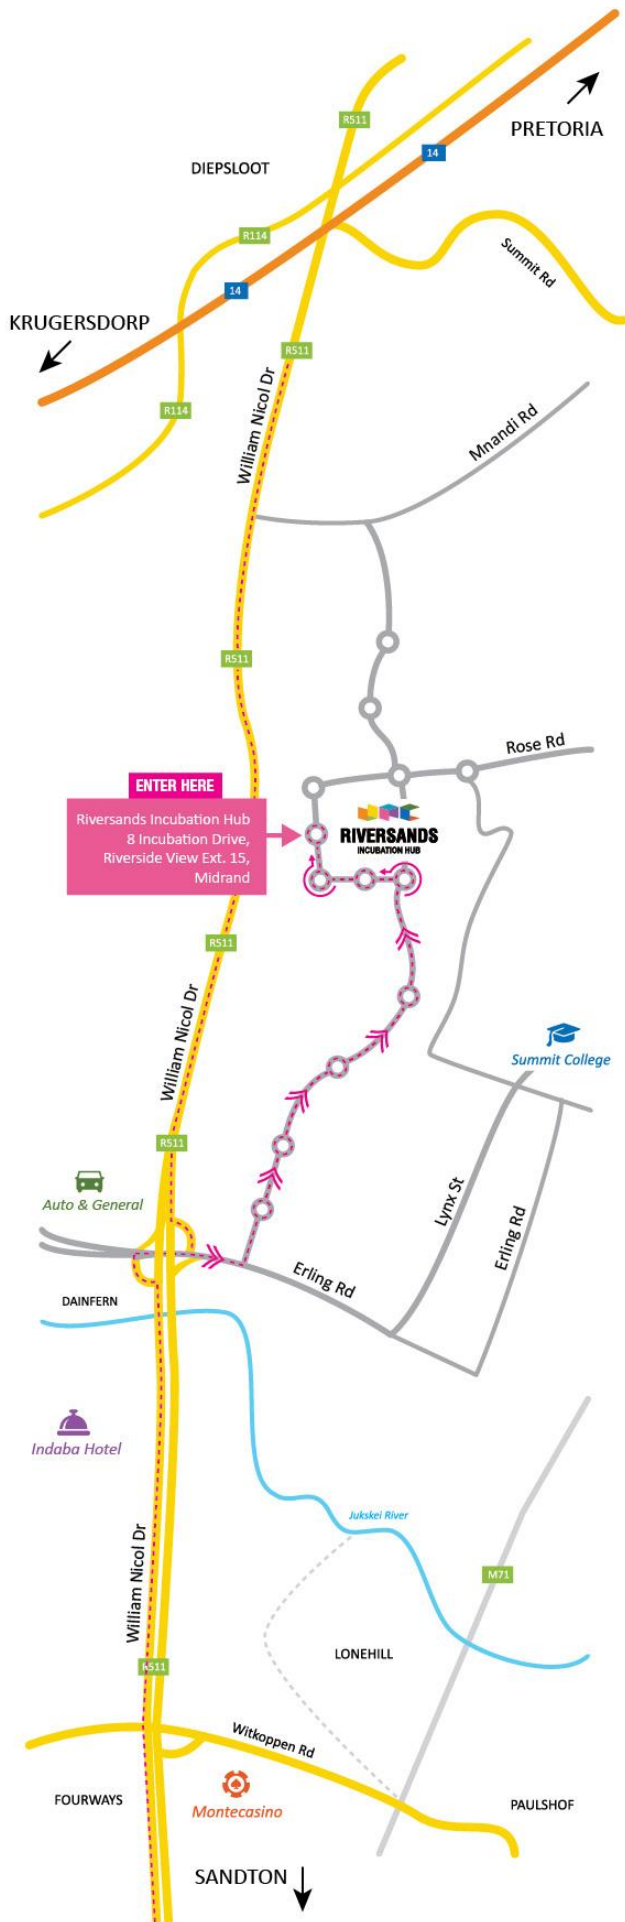 R511
PRETORIA
14
DIEPSLOOT
R114
Summit Rd
14
KRUGERSDORP
R511
William Nicol Dr
R114
Mnandi Rd
R511
Rose Rd
ENTER HERE
Riversands Incubation Hub
8 Incubation Drive,
Riverside View Ext. 15,
Midrand
RIVERSANDS
INCUBATION HUB
R511
William Nicol Dr
Summit College
R511
Auto & General
Lynx St
Erling Rd
Erling Rd
DAINFERN
Indaba Hotel
Jukskei River
William Nicol Dr
M71
LONEHILL
R511
Witkoppen Rd
FOURWAYS
Montecasino
PAULSHOF
SANDTON